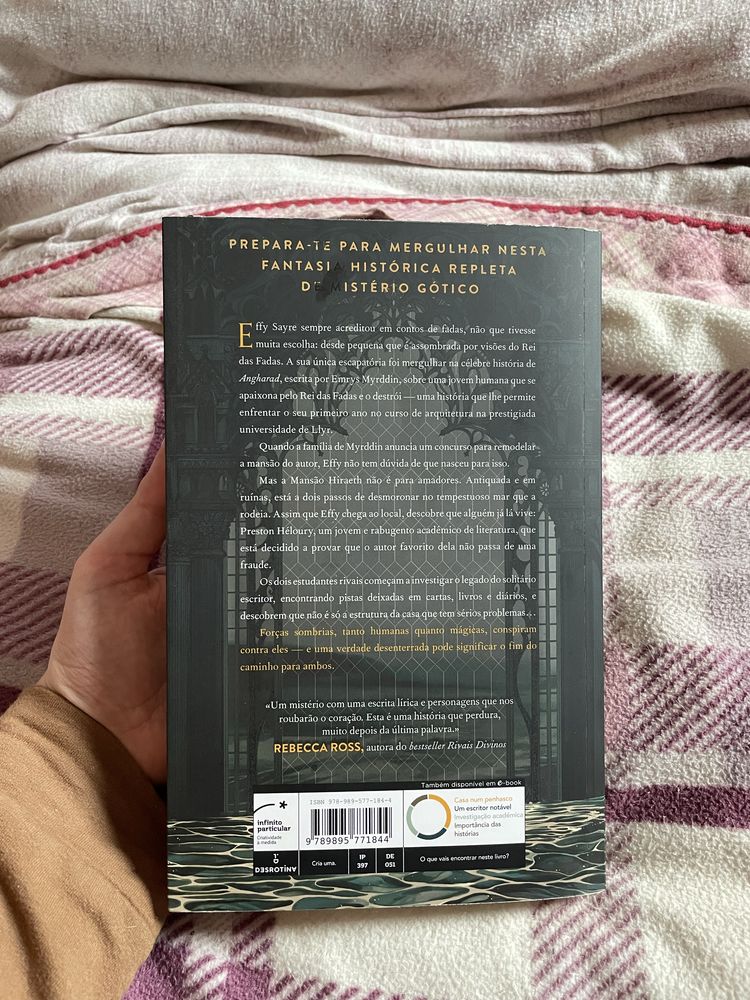 PREPARA-TE PARA MERGULHAR NESTA
FANTASIA HISTÓRICA REPLETA
DE MISTÉRIO GÓTICO
Effy Sayre sempre acreditou em contos de fadas, não que tivesse
muita escolha: desde pequena que é assombrada por visões do Rei
das Fadas. A sua única escapatória foi mergulhar na célebre história de
Angharad, escrita por Emrys Myrddin, sobre uma jovem humana que se
apaixona pelo Rei das Fadas e o destrói — uma história que lhe permite
enfrentar o seu primeiro ano no curso de arquitetura na prestigiada
universidade de Llyr.
Quando a família de Myrddin anuncia um concurso para remodelar
a mansão do autor, Effy não tem dúvida de que nasceu para isso.
Mas a Mansão Hiraeth não é para amadores. Antiquada e em
ruínas, está a dois passos de desmoronar no tempestuoso mar que a
rodeia. Assim que Effy chega ao local, descobre que alguém já lá vive:
Preston Héloury, um jovem e rabugento académico de literatura, que
está decidido a provar que o autor favorito dela não passa de uma
fraude.
Os dois estudantes rivais começam a investigar o legado do solitário
escritor, encontrando pistas deixadas em cartas, livros e diários, e
descobrem que não é só a estrutura da casa que tem sérios problemas...
Forças sombrias, tanto humanas quanto mágicas, conspiram
contra eles — e uma verdade desenterrada pode significar o fim do
caminho para ambos.
«Um mistério com uma escrita lírica e personagens que nos
roubarão o coração. Esta é uma história que perdura,
muito depois da última palavra.»
REBECCA ROSS, autora do bestseller Rivais Divinos
Também disponível em e-book
infinito
particular
Criatividade
à medida
ISBN 978-989-577-184-4
9 789895 771844
Casa num penhasco
Um escritor notável
Investigação académica
Importância das
histórias
DESROTINA
Cria uma.
IP
397
DE
051
O que vais encontrar neste livro?